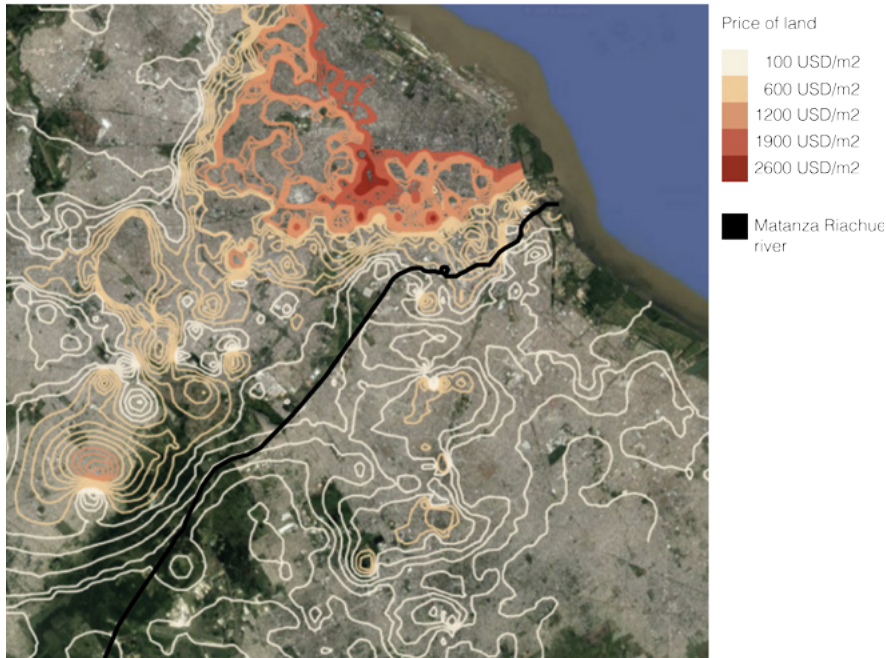 Price of land
100 USD/m2
600 USD/m2
1200 USD/m2
1900 USD/m2
2600 USD/m2
Matanza Riachue
river